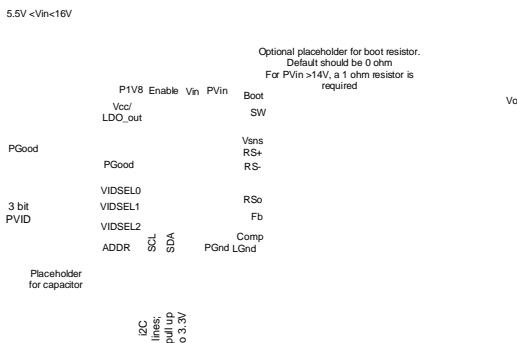 5.5V <Vin<16V
Optional placeholder for boot resistor.
Default should be 0 ohm
For PVin >14V, a 1 ohm resistor is
required
P1V8 Enable Vin PVin
Boot
Vcc/
LDO_out
SW
Vo
Vsns
RS+
RS-
PGood
PGood
VIDSEL0
VIDSEL1
VIDSEL2
RSo
3 bit
PVID
Fb
Comp
ADDR
SCL
SDA
PGnd LGnd
Placeholder
for capacitor
i2C
lines;
pull up
o 3.3V